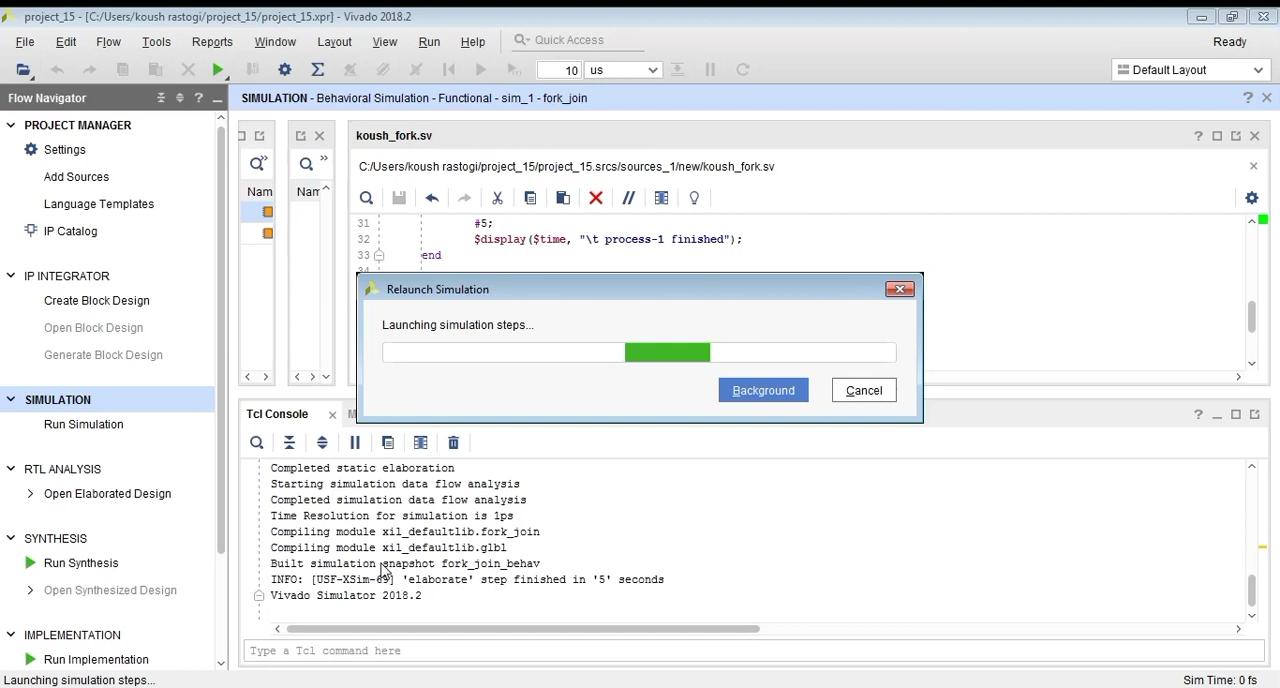 project_15 - [C:/Users/koush rastogi/project_15/project_15.xpr] - Vivado 2018.2
File Edit Flow Tools Reports Window Layout View Run Help Quick Access Ready
10 us Default Layout
Flow Navigator
SIMULATION - Behavioral Simulation - Functional - sim_1 - fork_join
PROJECT MANAGER
Settings
Add Sources
Language Templates
IP Catalog
IP INTEGRATOR
Create Block Design
Open Block Design
Generate Block Design
SIMULATION
Run Simulation
RTL ANALYSIS
Open Elaborated Design
SYNTHESIS
Run Synthesis
Open Synthesized Design
IMPLEMENTATION
Run Implementation
Nam
Nam
koush_fork.sv
C:/Users/koush rastogi/project_15/project_15.srcs/sources_1/new/koush_fork.sv
31 #5;
32 $display($time, "\t process-1 finished");
33 end
Relaunch Simulation
Launching simulation steps...
Background Cancel
Tcl Console
Completed static elaboration
Starting simulation data flow analysis
Completed simulation data flow analysis
Time Resolution for simulation is 1ps
Compiling module xil_defaultlib.fork_join
Compiling module xil_defaultlib.glbl
Built simulation snapshot fork_join_behav
INFO: [USF-XSim-69] 'elaborate' step finished in '5' seconds
Vivado Simulator 2018.2
Type a Tcl command here
Launching simulation steps... Sim Time: 0 fs